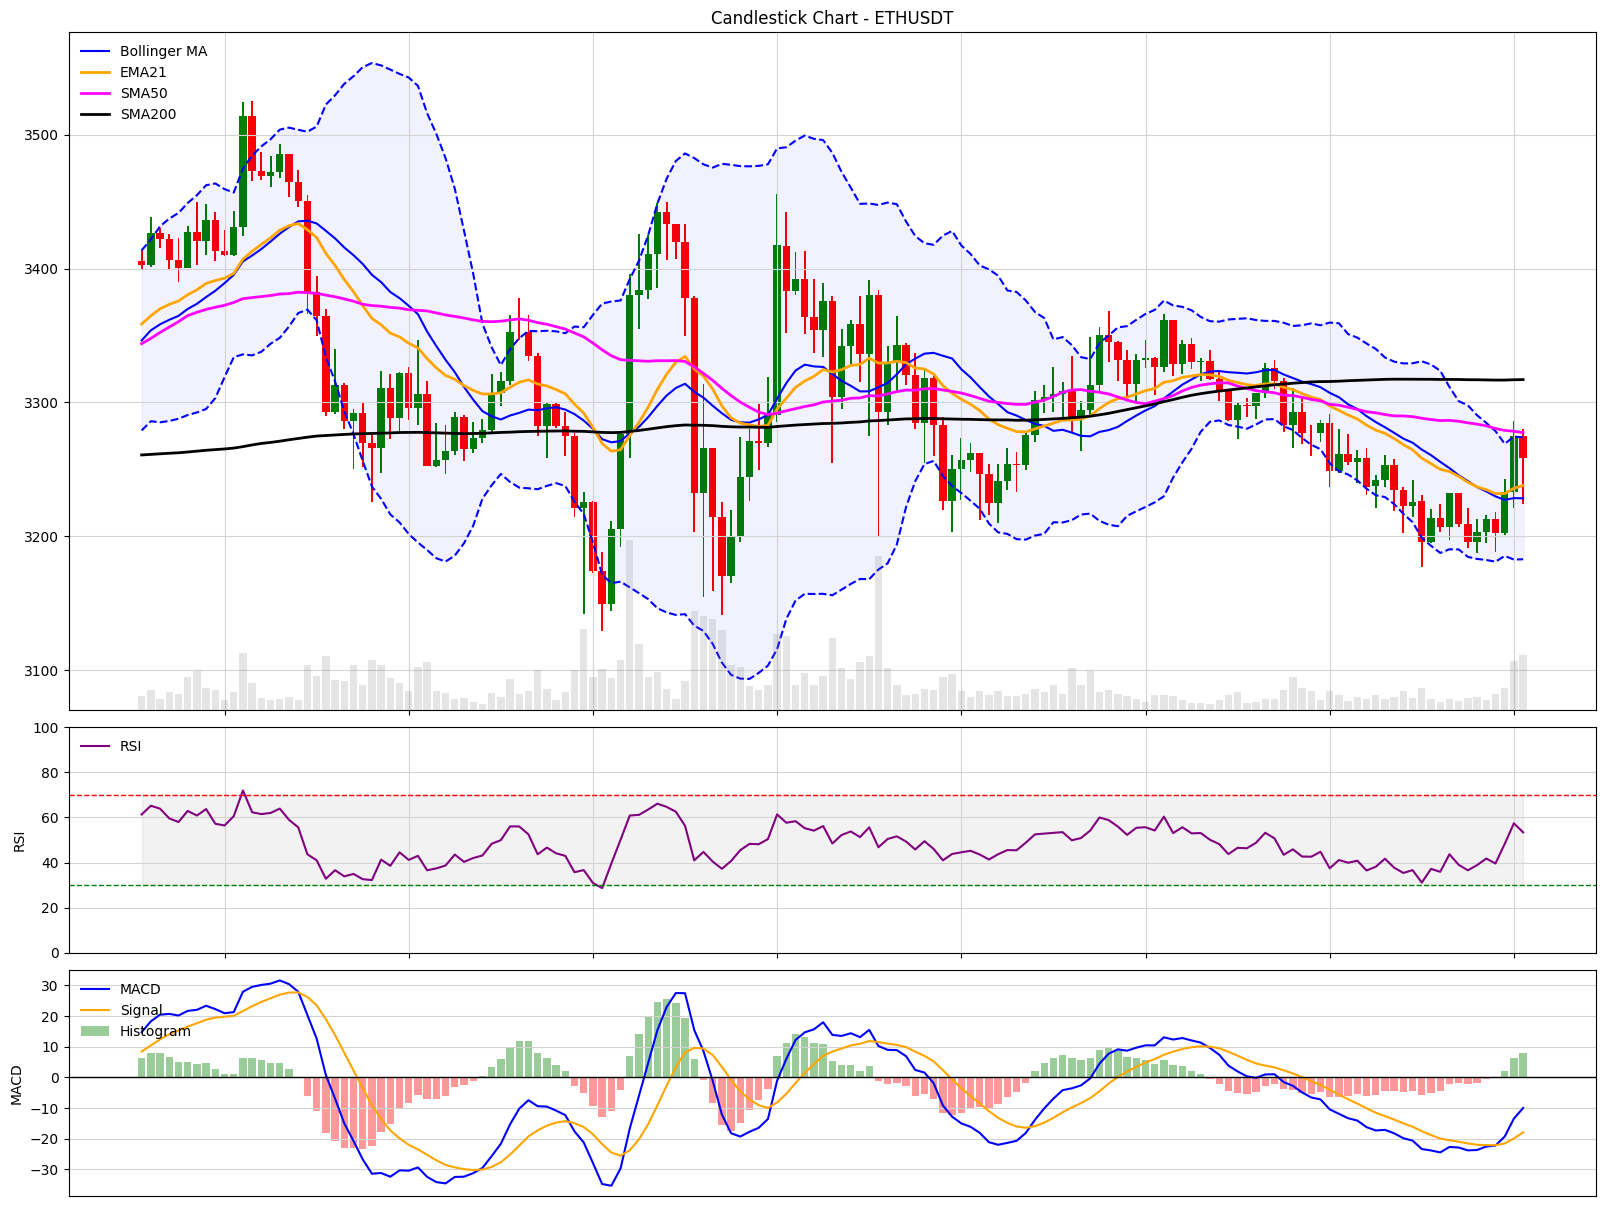 Candlestick Chart - ETHUSDT
Bollinger MA
EMA21
SMA50
SMA200
3500
3400
3300
3200
3100
100
80
60
40
20
0
RSI
RSI
30
20
10
0
−10
−20
−30
MACD
MACD
Signal
Histogram